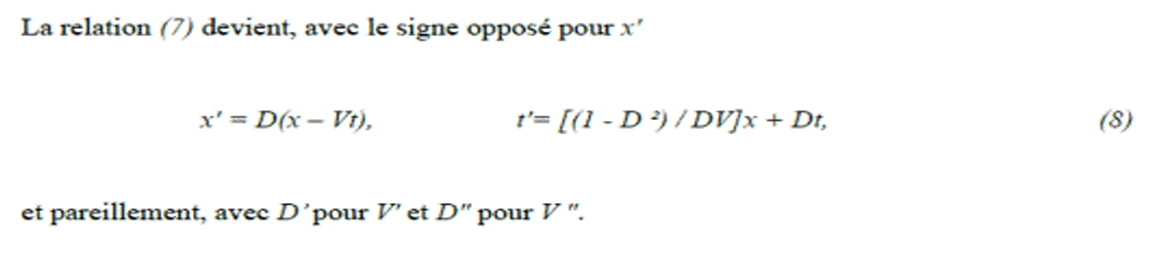 La relation (7) devient, avec le signe opposé pour x'
x' = D(x – Vt), t'= [(1 - D ²) / DV]x + Dt, (8)
et pareillement, avec D' pour V' et D" pour V ".